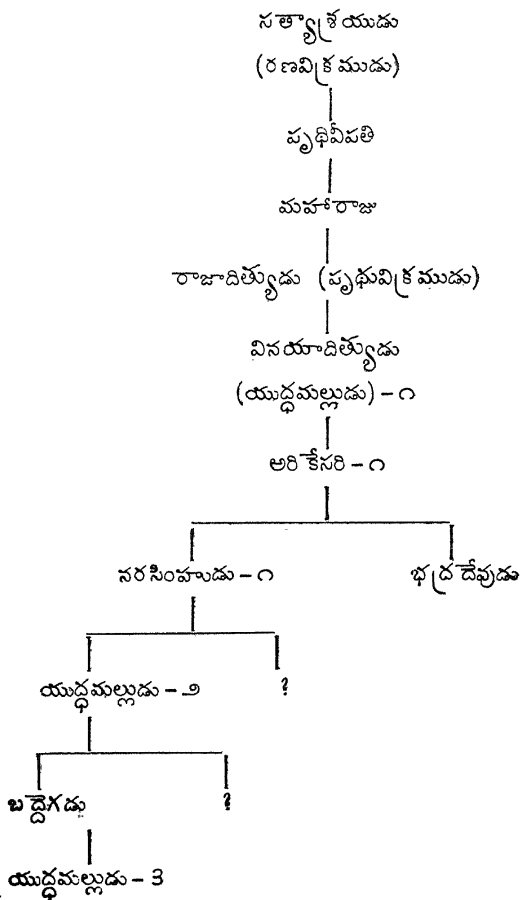 సత్యాశ్రయుడు
(రణవిక్రముడు)
పృథివీపతి
మహారాజు
రాజాదిత్యుడు (పృథువిక్రముడు)
వినయాదిత్యుడు
(యుద్ధమల్లుడు) – ౧
అరికేసరి – ౧
నరసింహుడు – ౧ భద్రదేవుడు
యుద్ధమల్లుడు – ౨ ?
బద్దెగడు ?
యుద్ధమల్లుడు – 3